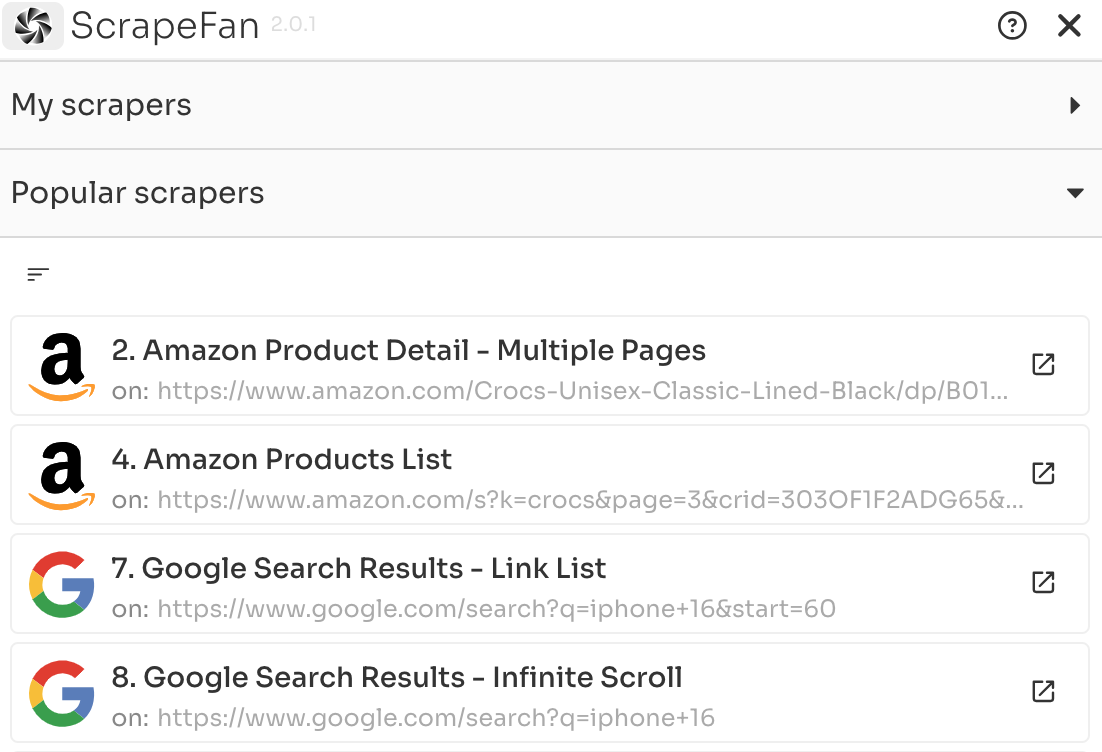 ScrapeFan 2.0.1
My scrapers
Popular scrapers
2. Amazon Product Detail - Multiple Pages
on: https://www.amazon.com/Crocs-Unisex-Classic-Lined-Black/dp/B01...
4. Amazon Products List
on: https://www.amazon.com/s?k=crocs&page=3&crid=303OF1F2ADG65&...
7. Google Search Results - Link List
on: https://www.google.com/search?q=iphone+16&start=60
8. Google Search Results - Infinite Scroll
on: https://www.google.com/search?q=iphone+16